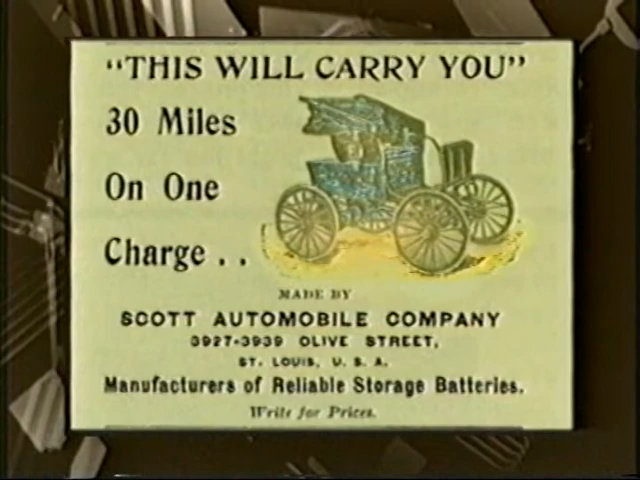 "THIS WILL CARRY YOU"
30 Miles
On One
Charge . .
MADE BY
SCOTT AUTOMOBILE COMPANY
3927-3939 OLIVE STREET,
ST. LOUIS, U. S. A.
Manufacturers of Reliable Storage Batteries.
Write for Prices.